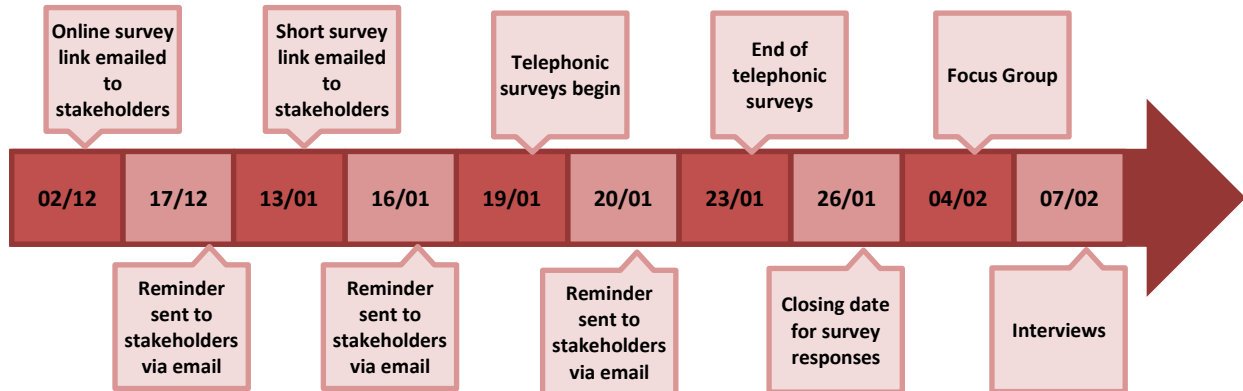 Online survey
link emailed
to
stakeholders
Short survey
link emailed
to
stakeholders
Telephonic
surveys begin
End of
telephonic
surveys
Focus Group
02/12
17/12
13/01
16/01
19/01
20/01
23/01
26/01
04/02
07/02
Reminder
sent to
stakeholders
via email
Reminder
sent to
stakeholders
via email
Reminder
sent to
stakeholders
via email
Closing date
for survey
responses
Interviews